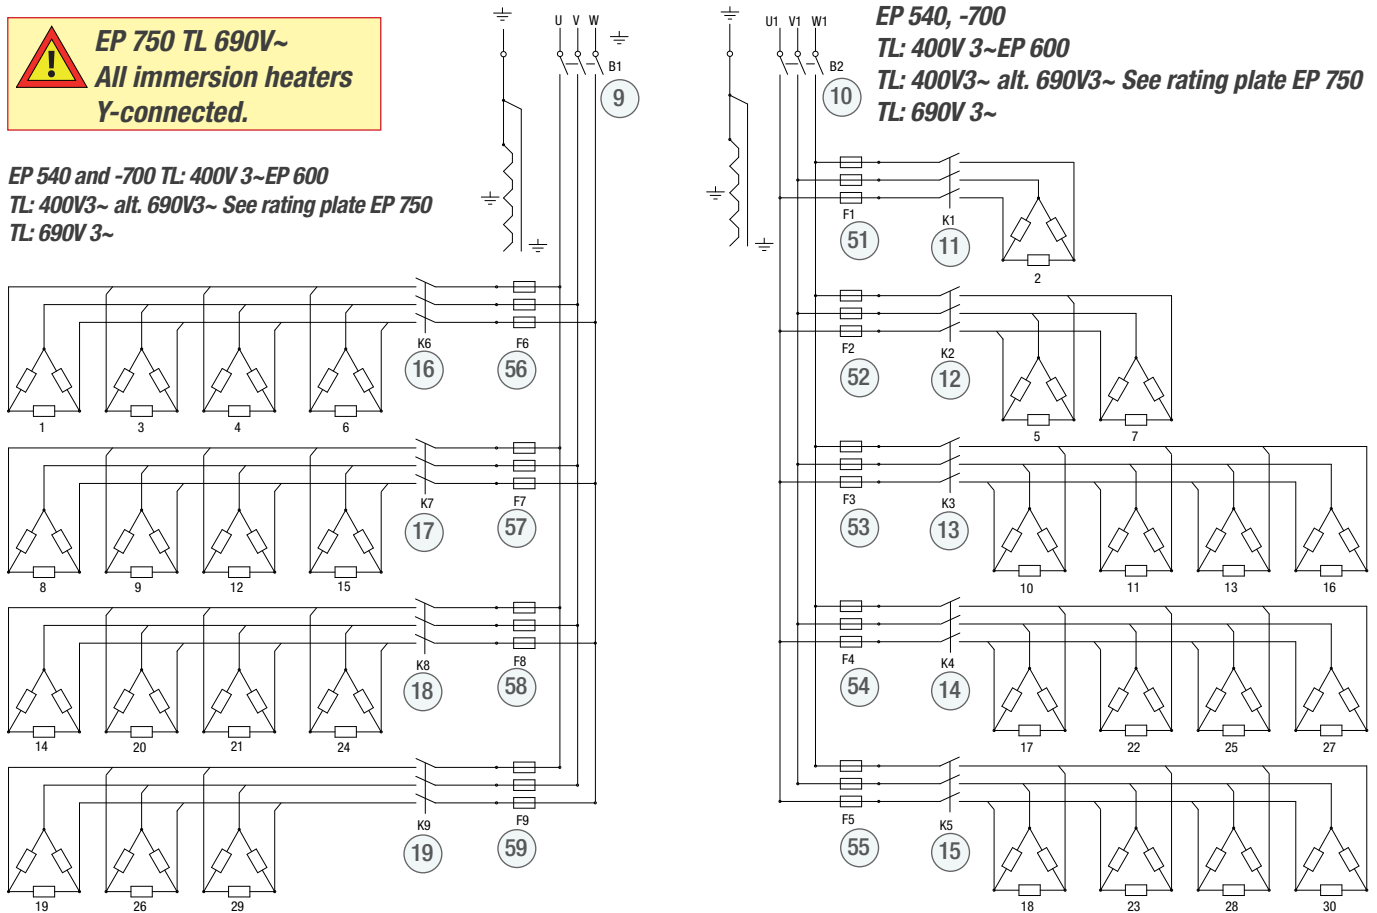 EP 750 TL 690V~
All immersion heaters
Y-connected.
EP 540 and -700 TL: 400V 3~EP 600
TL: 400V3~ alt. 690V3~ See rating plate EP 750
TL: 690V 3~
U V W
B1
9
U1 V1 W1
B2
10
EP 540, -700
TL: 400V 3~EP 600
TL: 400V3~ alt. 690V3~ See rating plate EP 750
TL: 690V 3~
K6 F6
16 56
1 3 4 6
K7 F7
17 57
8 9 12 15
K8 F8
18 58
14 20 21 24
K9 F9
19 59
19 26 29
F1 K1
51 11
2
F2 K2
52 12
5 7
F3 K3
53 13
10 11 13 16
F4 K4
54 14
17 22 25 27
F5 K5
55 15
18 23 28 30